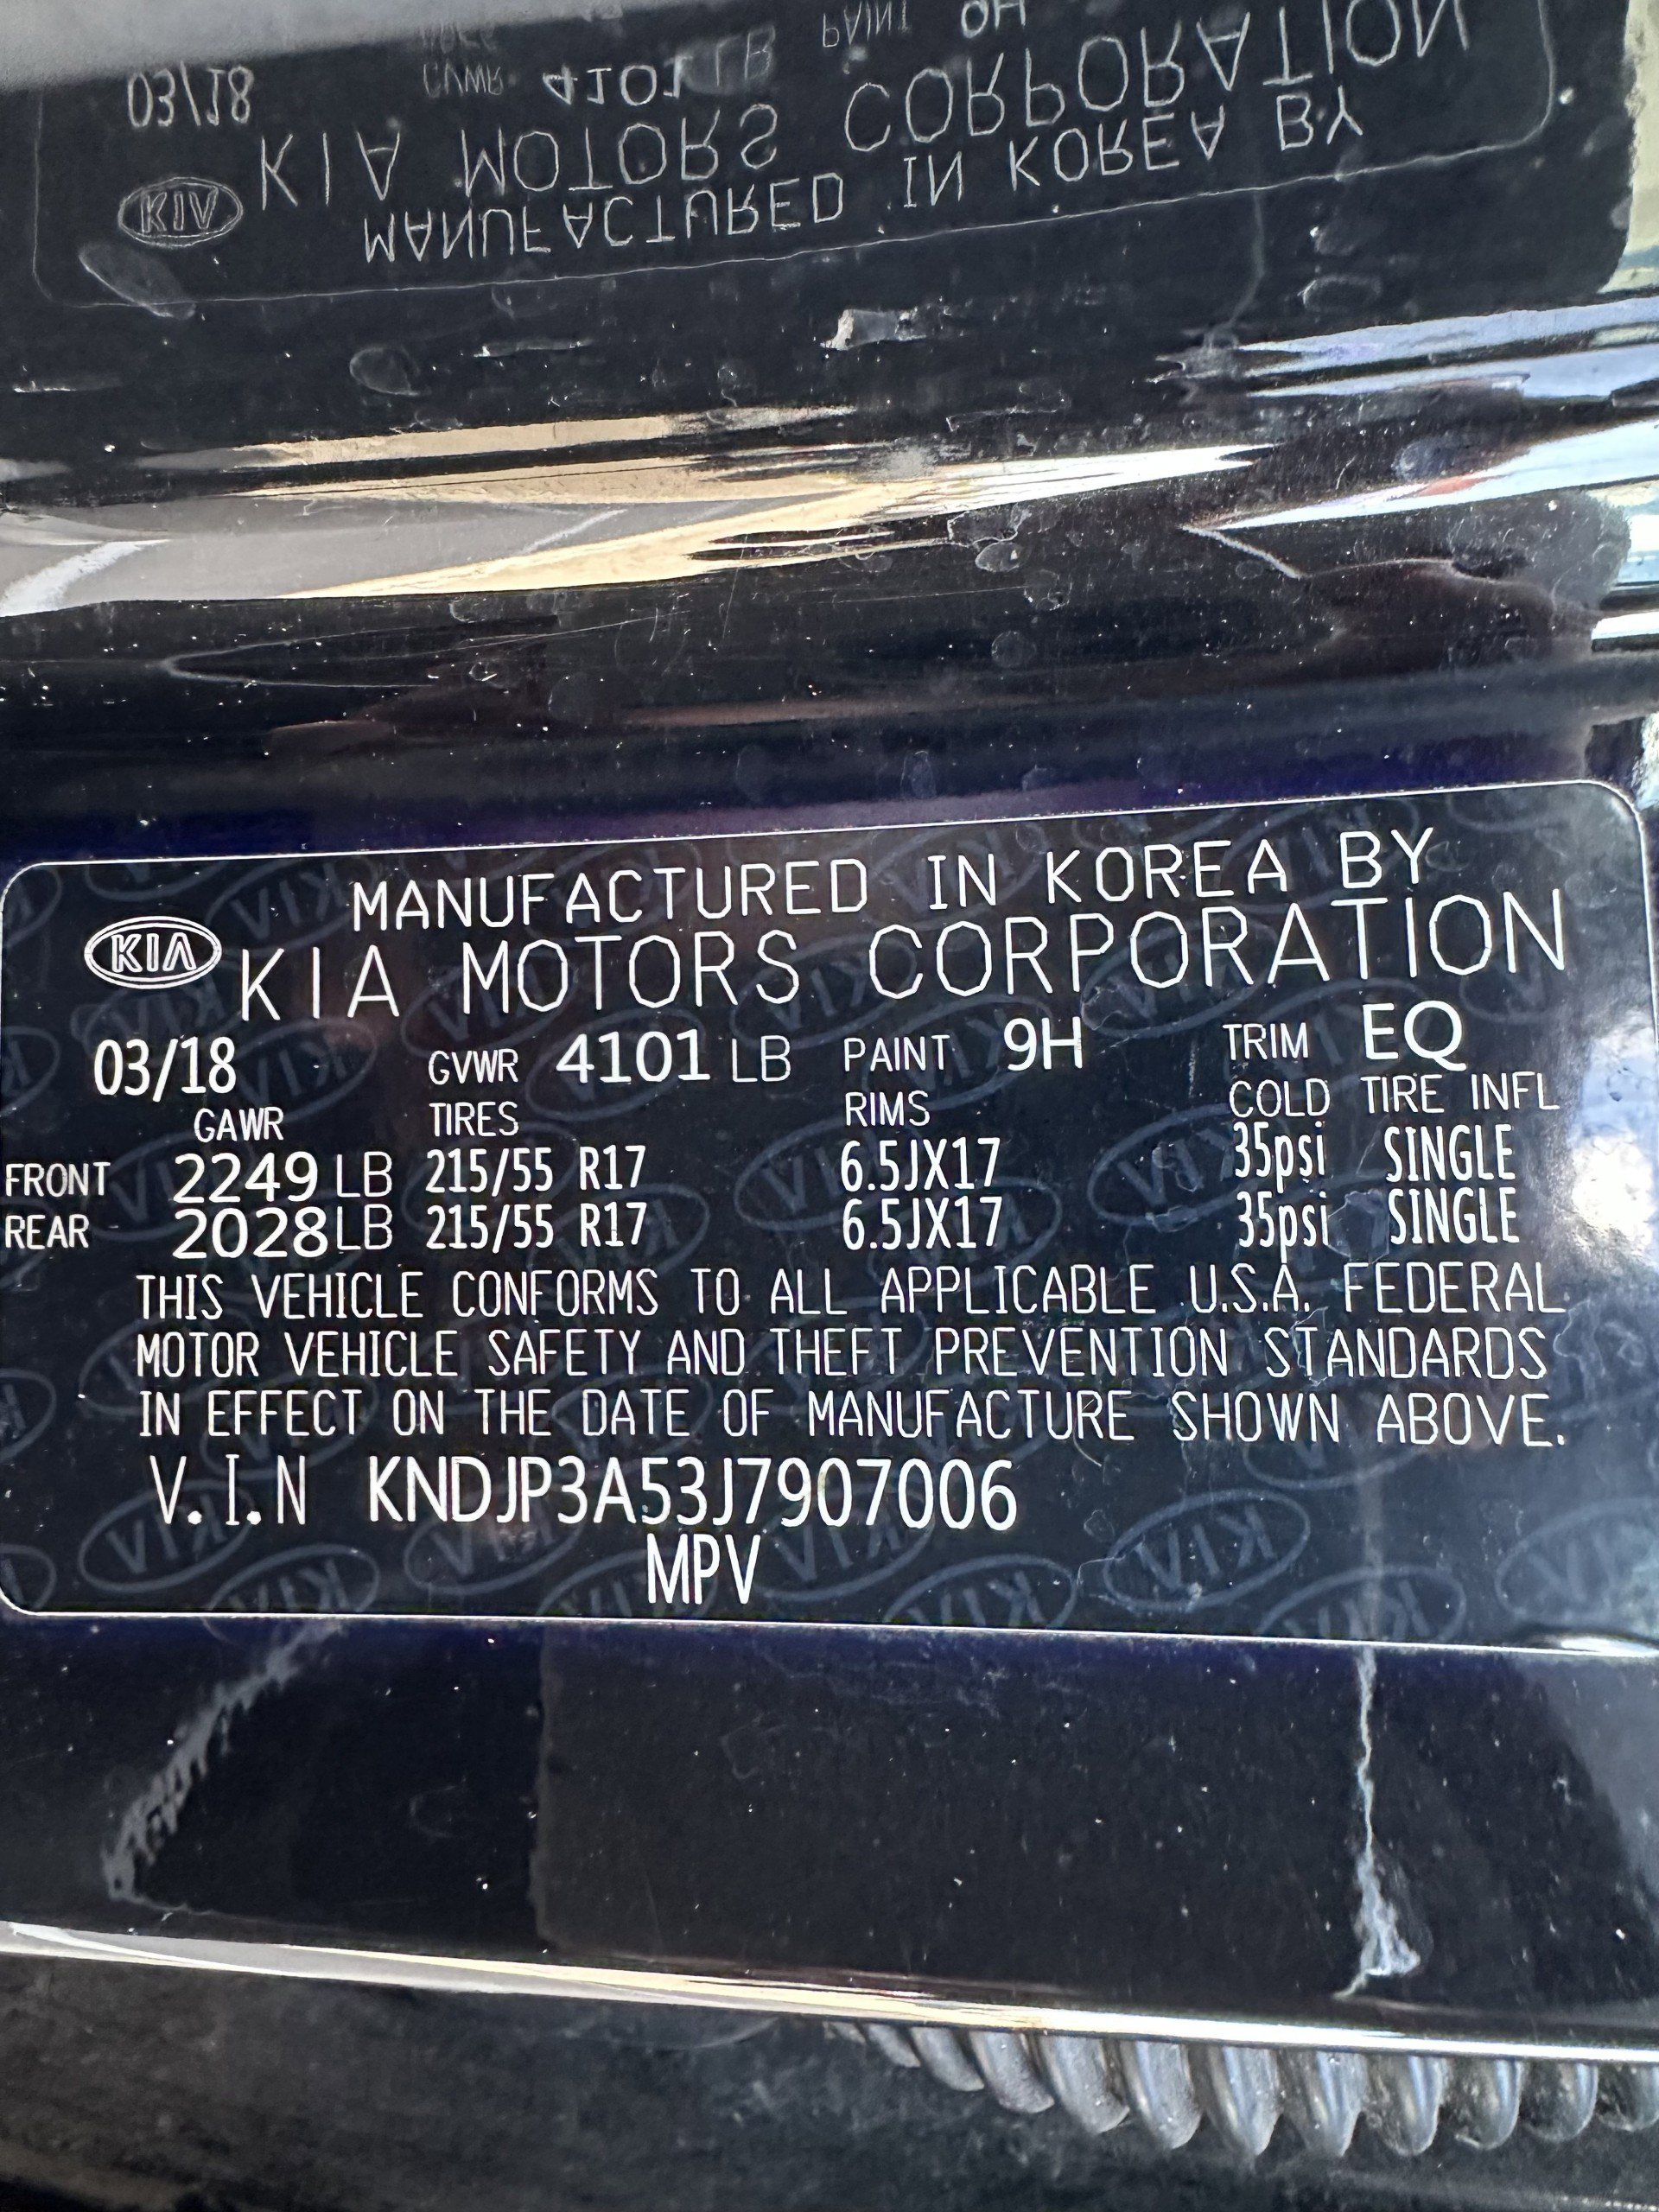 MANUFACTURED IN KOREA BY
KIA KIA MOTORS CORPORATION
03/18 GVWR 4101 LB PAINT 9H TRIM EQ
GAWR TIRES RIMS COLD TIRE INFL
FRONT 2249 LB 215/55 R17 6.5JX17 35psi SINGLE
REAR 2028 LB 215/55 R17 6.5JX17 35psi SINGLE
THIS VEHICLE CONFORMS TO ALL APPLICABLE U.S.A. FEDERAL
MOTOR VEHICLE SAFETY AND THEFT PREVENTION STANDARDS
IN EFFECT ON THE DATE OF MANUFACTURE SHOWN ABOVE.
V.I.N KNDJP3A53J7907006
MPV